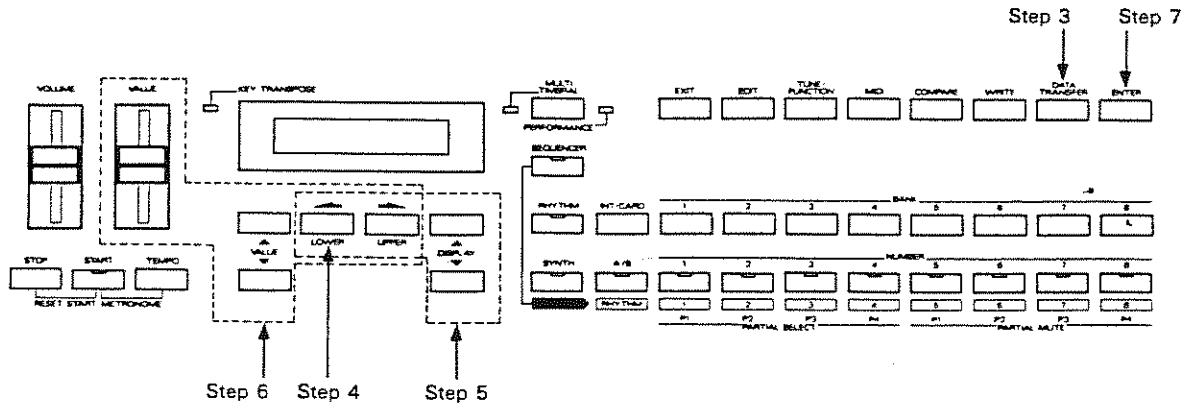 Step 3 Step 7
VOLUME VALUE KEY TRANSPOSE MULTI TIMBRAL EXIT EDIT TUNE/FUNCTION MIDI COMPARE WRITE DATA TRANSFER ENTER
PERFORMANCE
SEQUENCER
BANK
RHYTHM INT/CARD 1 2 3 4 5 6 7 8
LOWER UPPER
VALUE DISPLAY
NUMBER
STOP START TEMPO SYNTH A/B 1 2 3 4 5 6 7 8
RESET START METRONOME RHYTHM 1 2 3 4 5 6 7 8
P1 P2 P3 P4 P1 P2 P3 P4
PARTIAL SELECT PARTIAL MUTE
Step 6 Step 4 Step 5